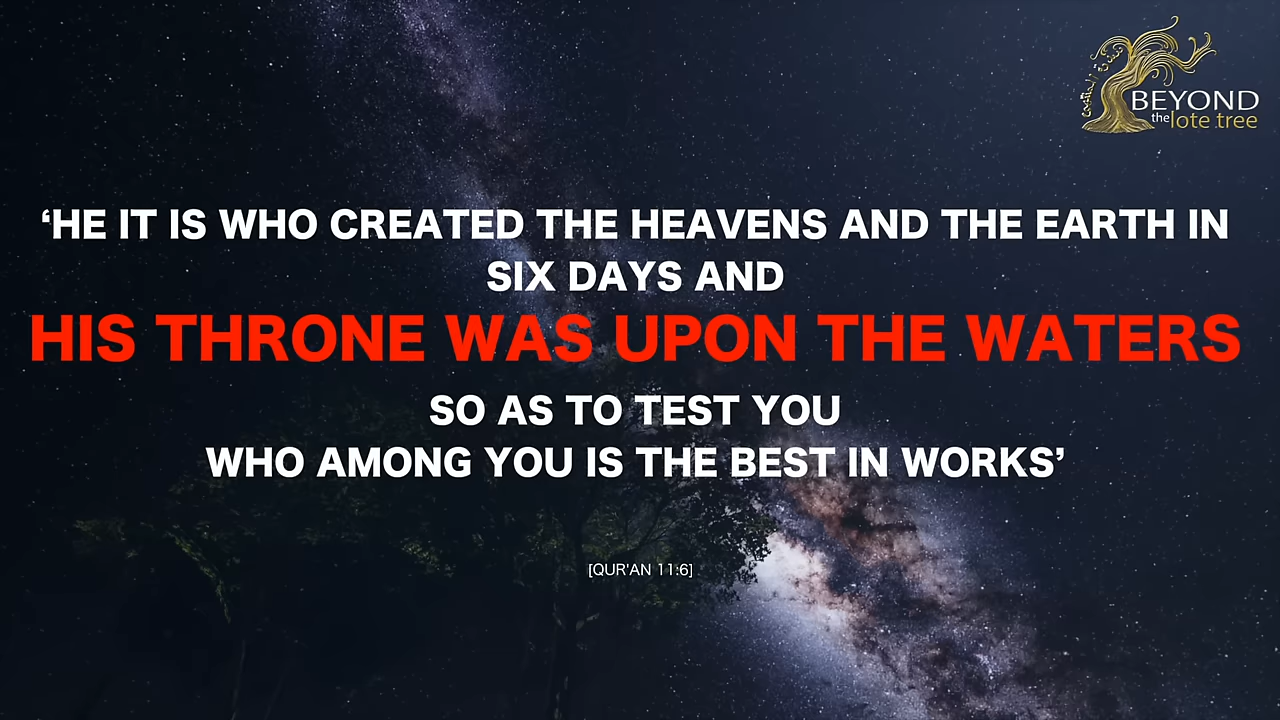 BEYOND
the lote tree
‘HE IT IS WHO CREATED THE HEAVENS AND THE EARTH IN
SIX DAYS AND
HIS THRONE WAS UPON THE WATERS
SO AS TO TEST YOU
WHO AMONG YOU IS THE BEST IN WORKS’
[QUR'AN 11:6]